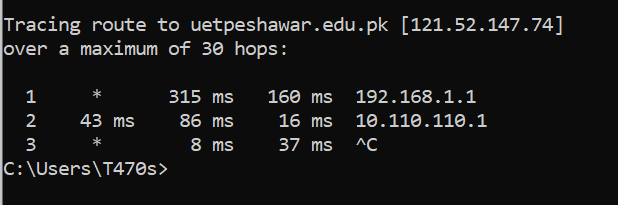 Tracing route to uetpeshawar.edu.pk [121.52.147.74]
over a maximum of 30 hops:
1 * 315 ms 160 ms 192.168.1.1
2 43 ms 86 ms 16 ms 10.110.110.1
3 * 8 ms 37 ms ^C
C:\Users\T470s>